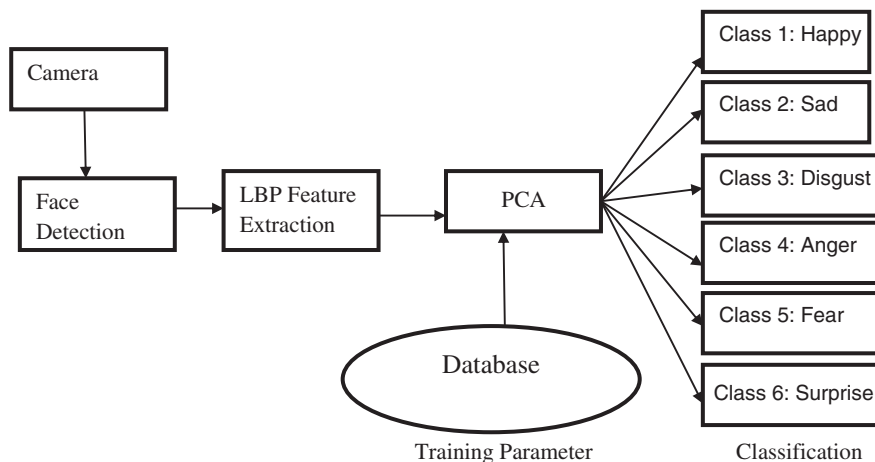 Camera
Face
Detection
LBP Feature
Extraction
PCA
Database
Training Parameter
Class 1: Happy
Class 2: Sad
Class 3: Disgust
Class 4: Anger
Class 5: Fear
Class 6: Surprise
Classification